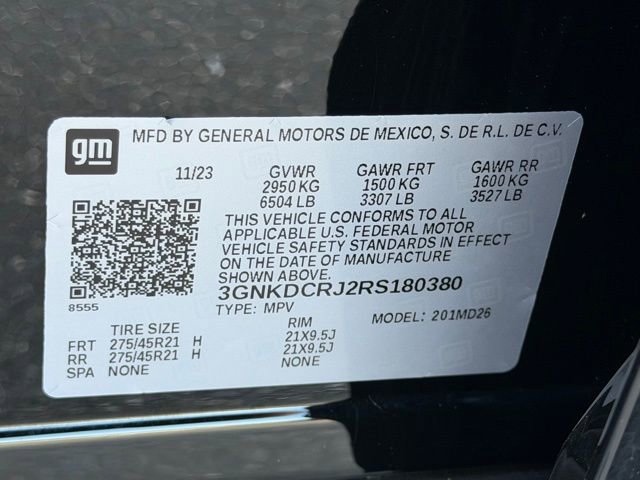 gm MFD BY GENERAL MOTORS DE MEXICO, S. DE R.L. DE C.V.
11/23 GVWR GAWR FRT GAWR RR
2950 KG 1500 KG 1600 KG
6504 LB 3307 LB 3527 LB
THIS VEHICLE CONFORMS TO ALL
APPLICABLE U.S. FEDERAL MOTOR
VEHICLE SAFETY STANDARDS IN EFFECT
ON THE DATE OF MANUFACTURE
SHOWN ABOVE.
3GNKDCRJ2RS180380
8555 TYPE: MPV MODEL: 201MD26
TIRE SIZE RIM
FRT 275/45R21 H 21X9.5J
RR 275/45R21 H 21X9.5J
SPA NONE NONE